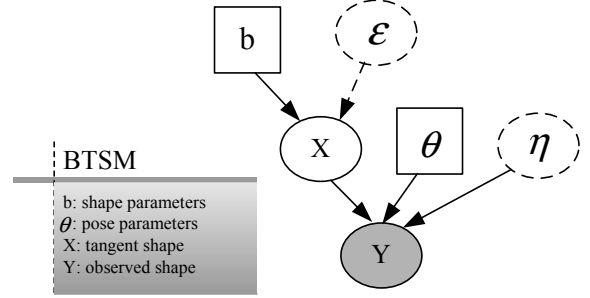 b
ε
X
θ
η
Y
BTSM
b: shape parameters
θ: pose parameters
X: tangent shape
Y: observed shape